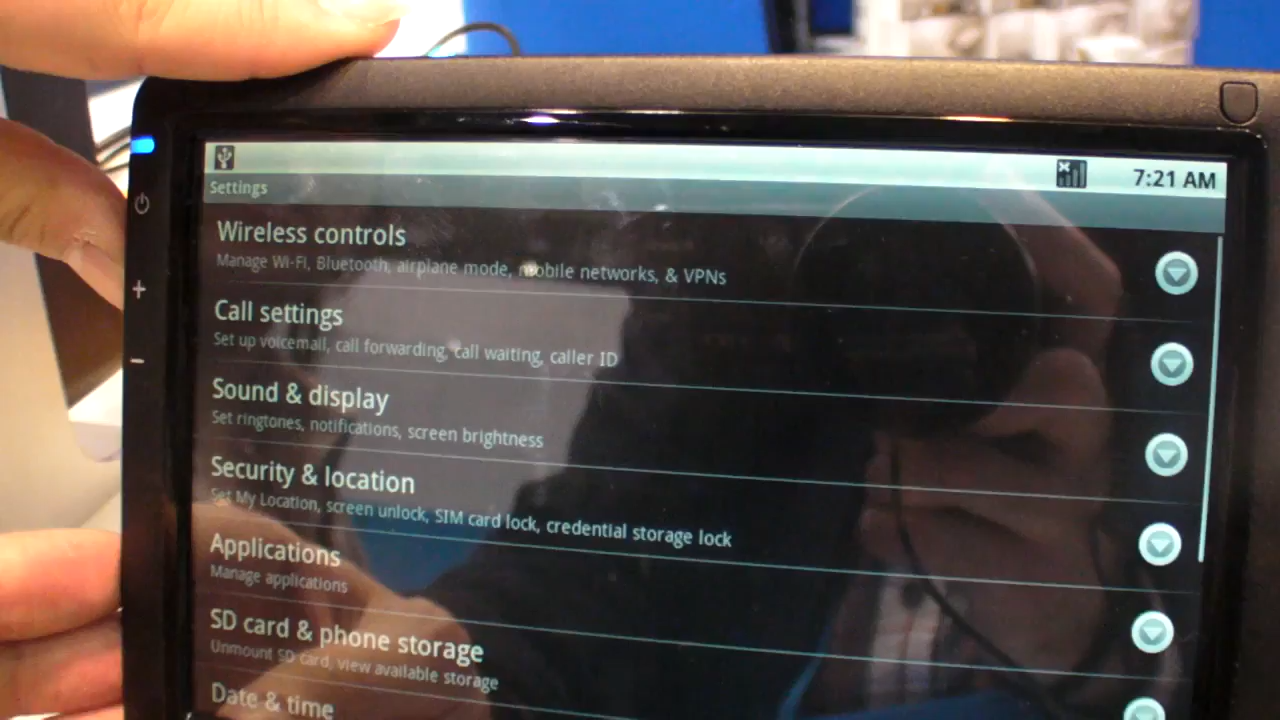 7:21 AM
Settings
Wireless controls
Manage Wi-Fi, Bluetooth, airplane mode, mobile networks, & VPNs
Call settings
Set up voicemail, call forwarding, call waiting, caller ID
Sound & display
Set ringtones, notifications, screen brightness
Security & location
Set My Location, screen unlock, SIM card lock, credential storage lock
Applications
Manage applications
SD card & phone storage
Unmount SD card, view available storage
Date & time